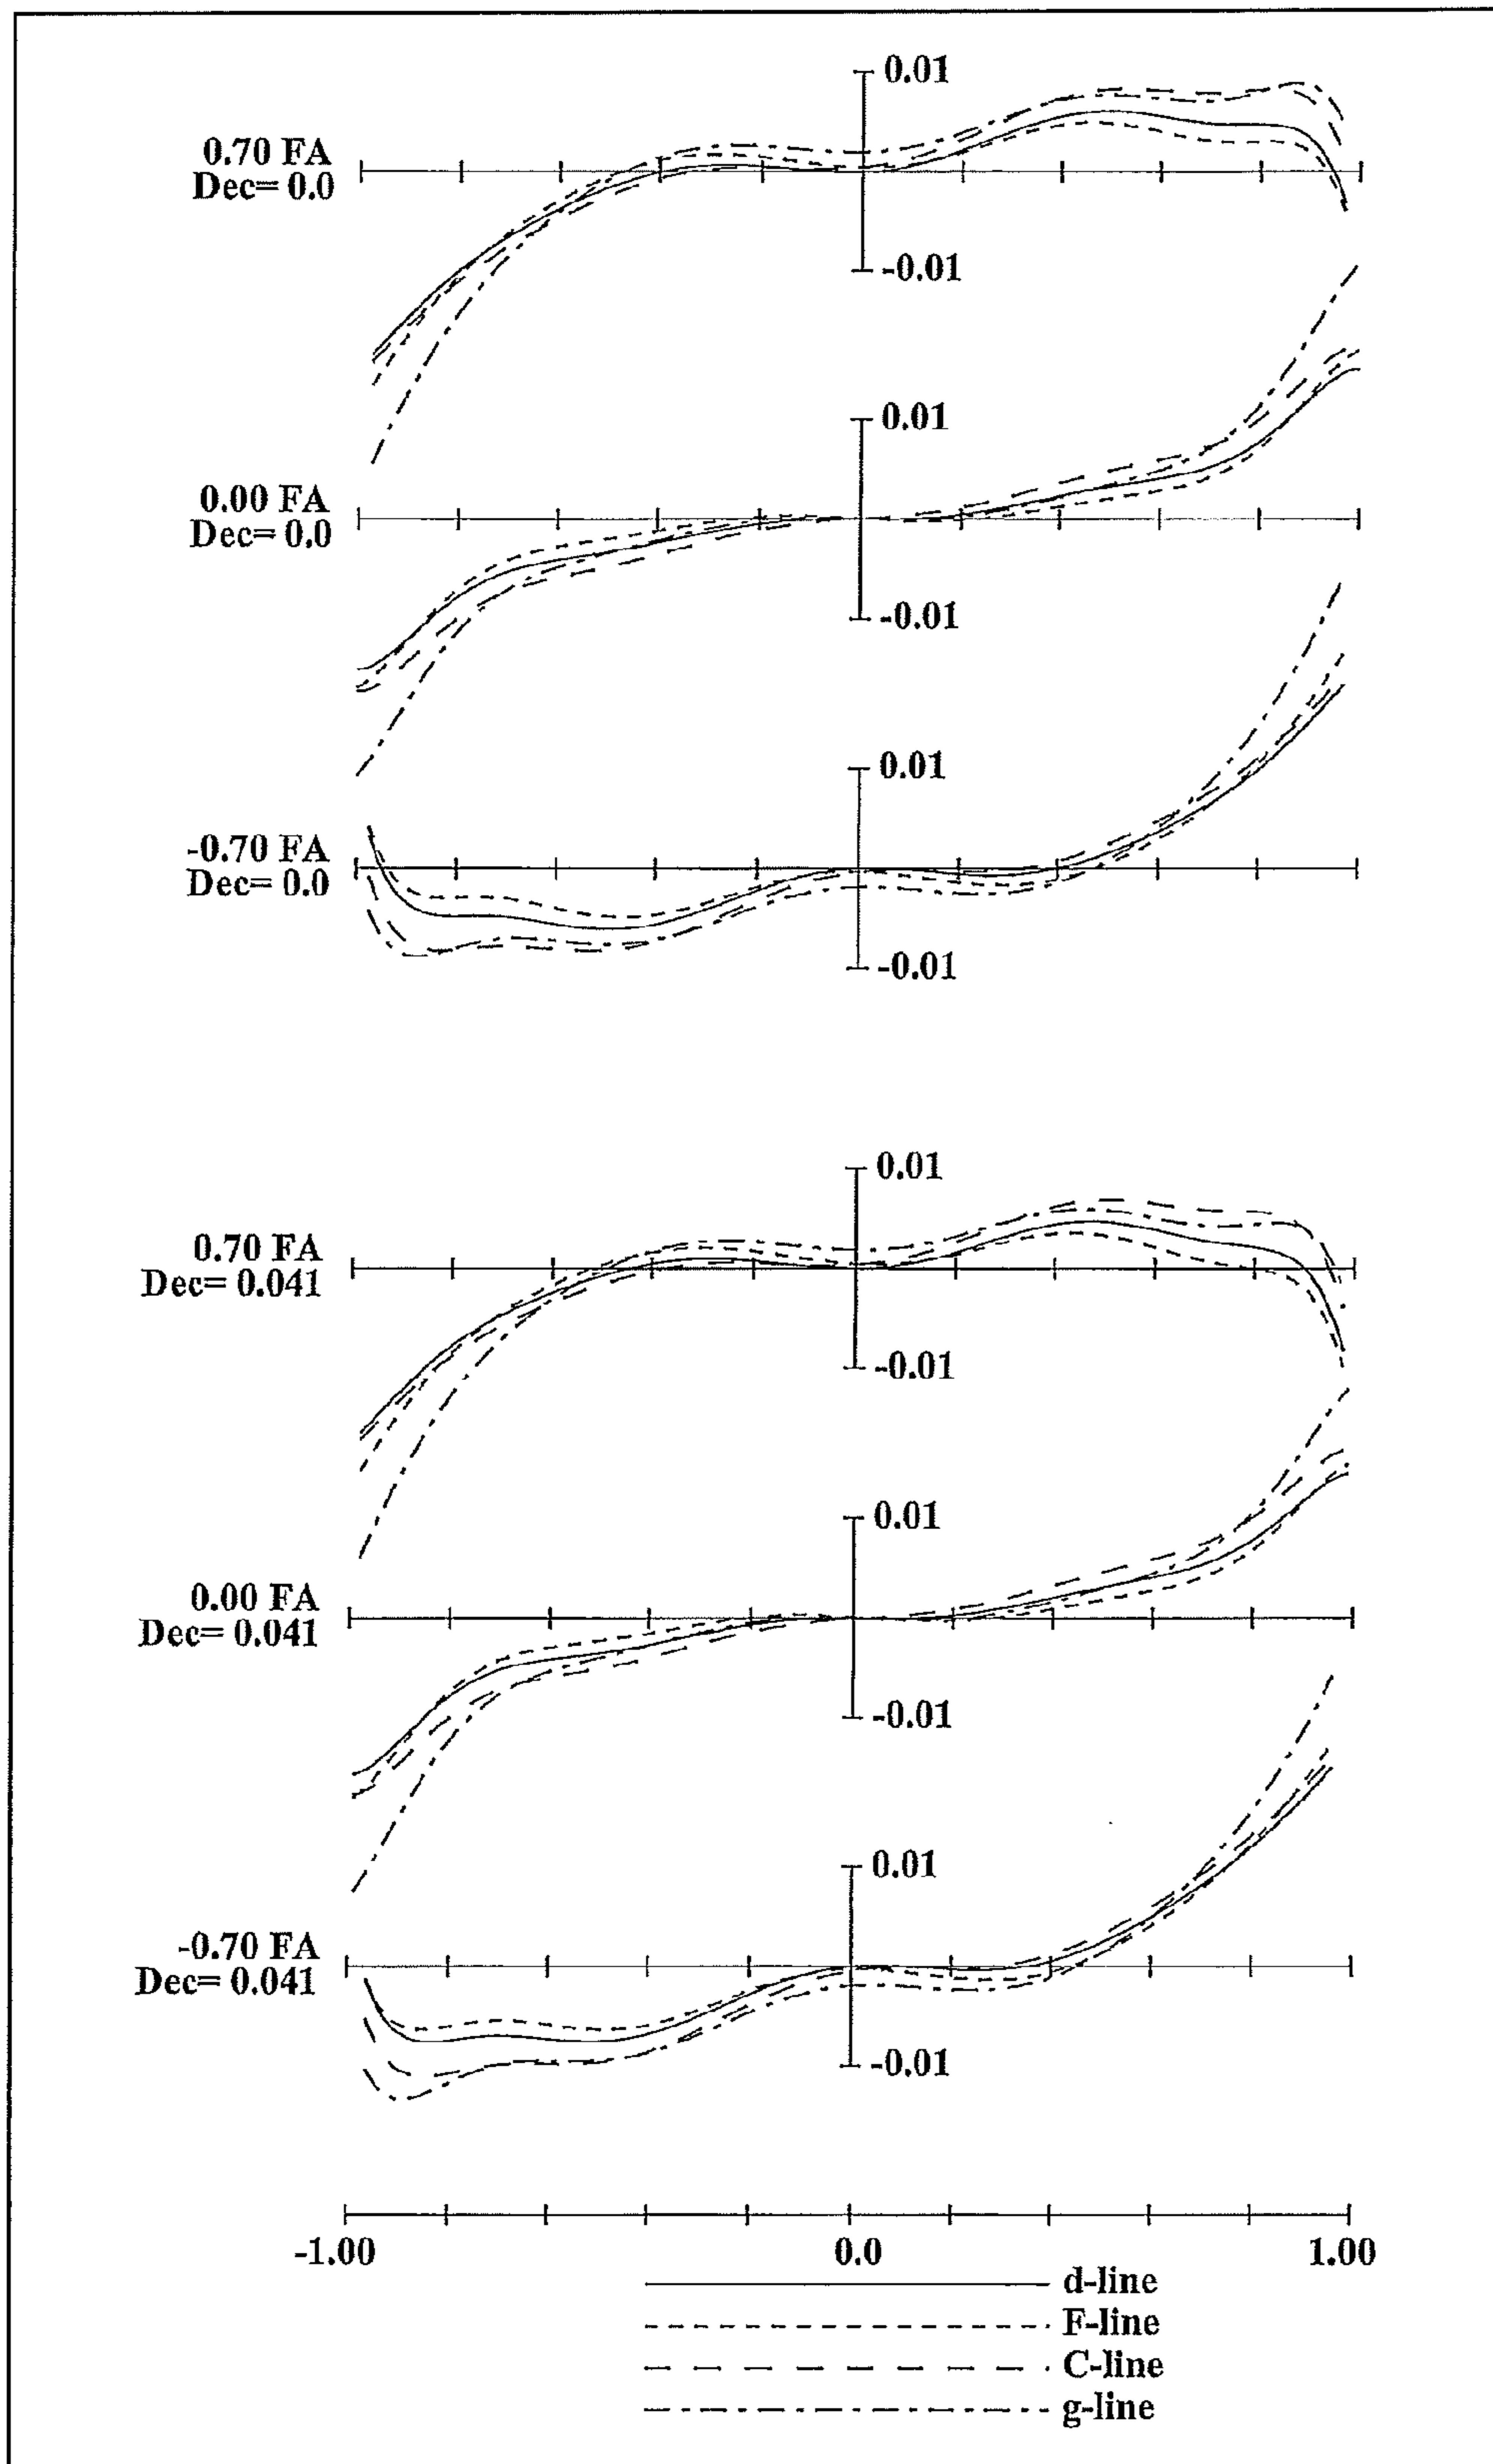 0.01
0.70 FA
Dec= 0.0
-0.01
0.01
0.00 FA
Dec= 0.0
-0.01
0.01
-0.70 FA
Dec= 0.0
-0.01
0.01
0.70 FA
Dec= 0.041
-0.01
0.01
0.00 FA
Dec= 0.041
-0.01
0.01
-0.70 FA
Dec= 0.041
-0.01
-1.00 0.0 1.00
d-line
F-line
C-line
g-line